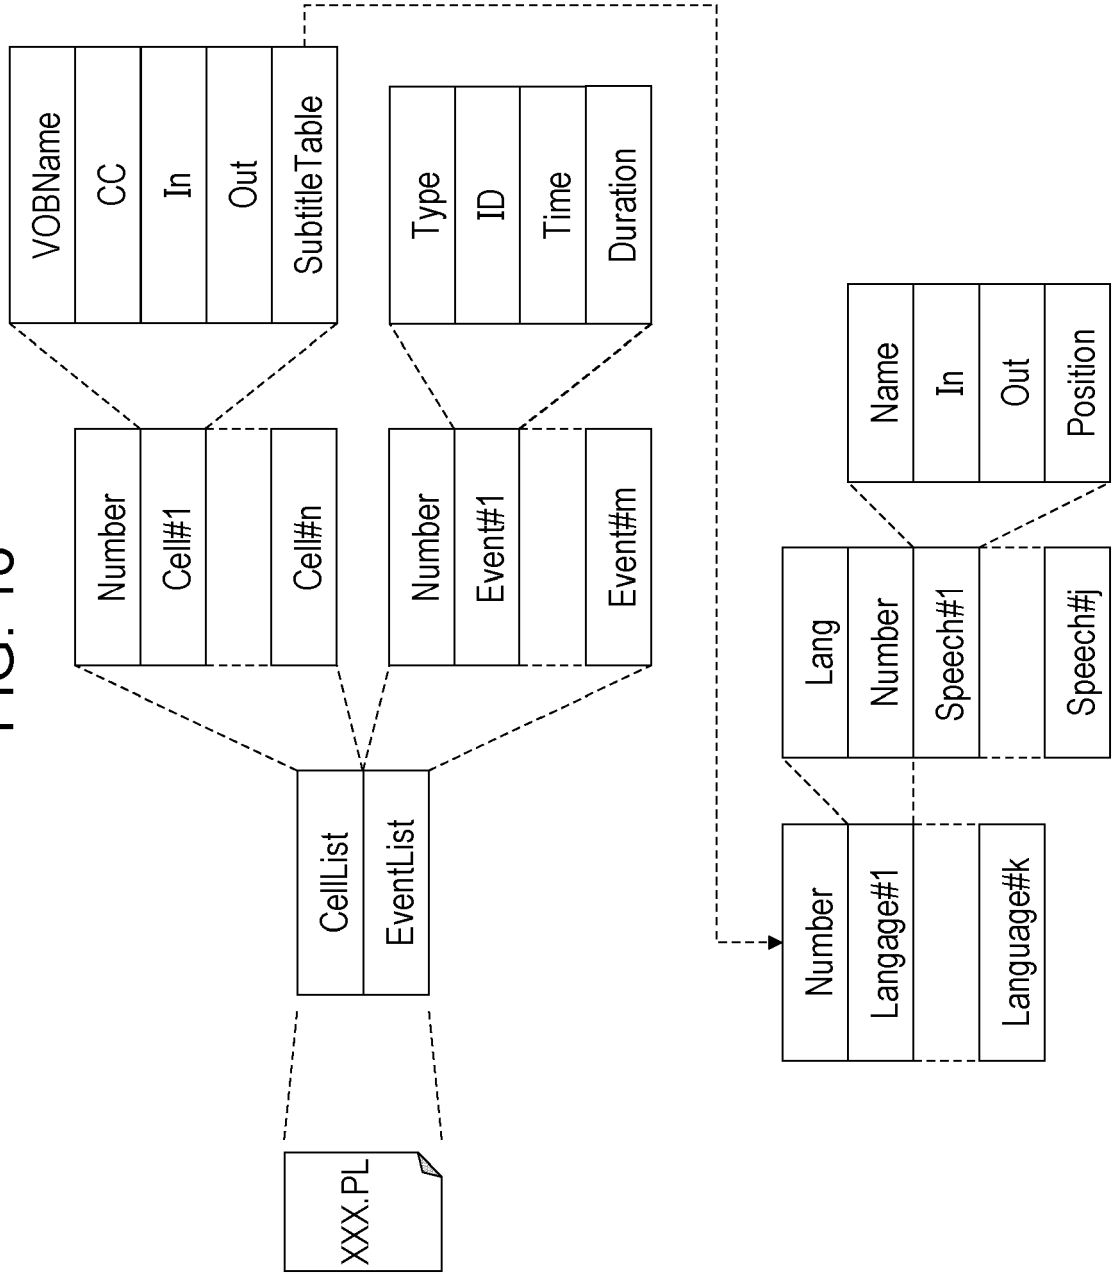 FIG.
XXX.PL
CellList
EventList
Number
Cell#1
Cell#n
Number
Event#1
Event#m
VOBName
CC
In
Out
SubtitleTable
Type
ID
Time
Duration
Number
Langage#1
Language#k
Lang
Number
Speech#1
Speech#j
Name
In
Out
Position